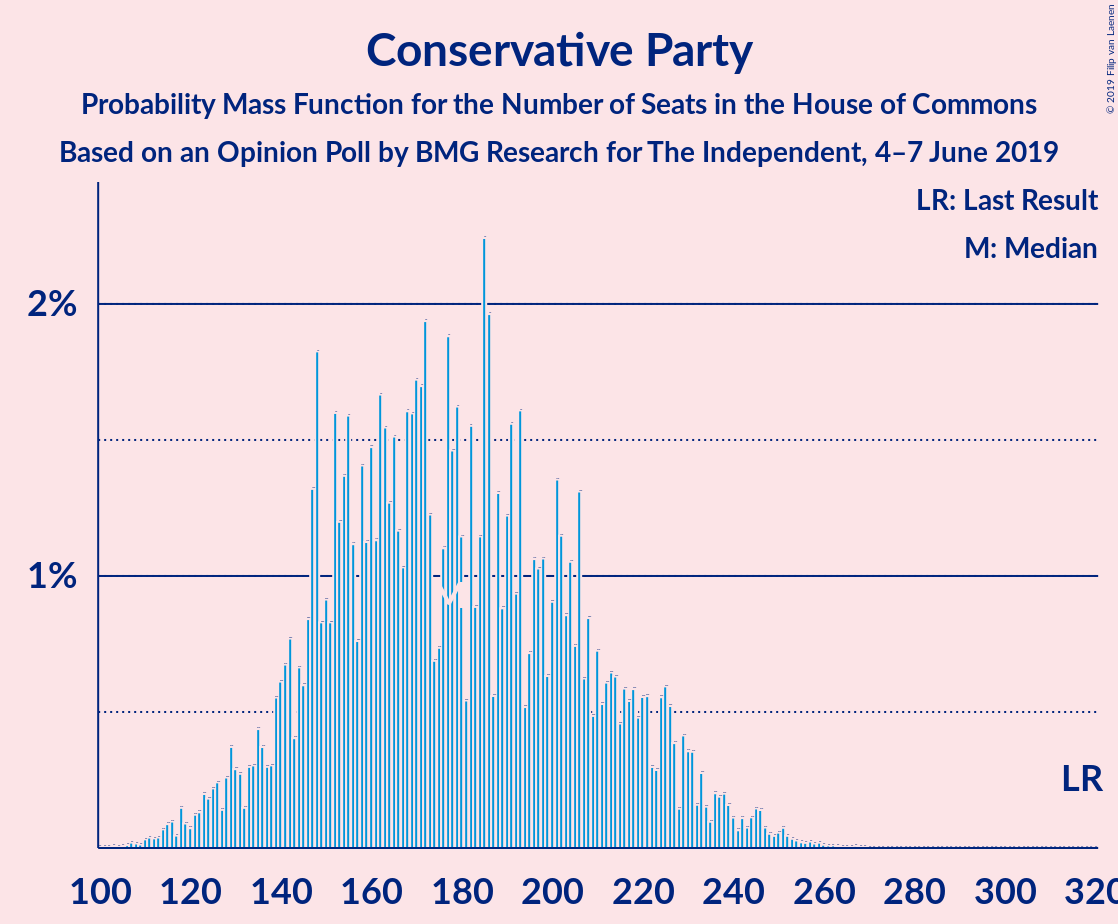 Conservative Party
Probability Mass Function for the Number of Seats in the House of Commons
Based on an Opinion Poll by BMG Research for The Independent, 4–7 June 2019
© 2019 Filip van Laenen
LR: Last Result
M: Median
2%
1%
M
LR
100 120 140 160 180 200 220 240 260 280 300 320